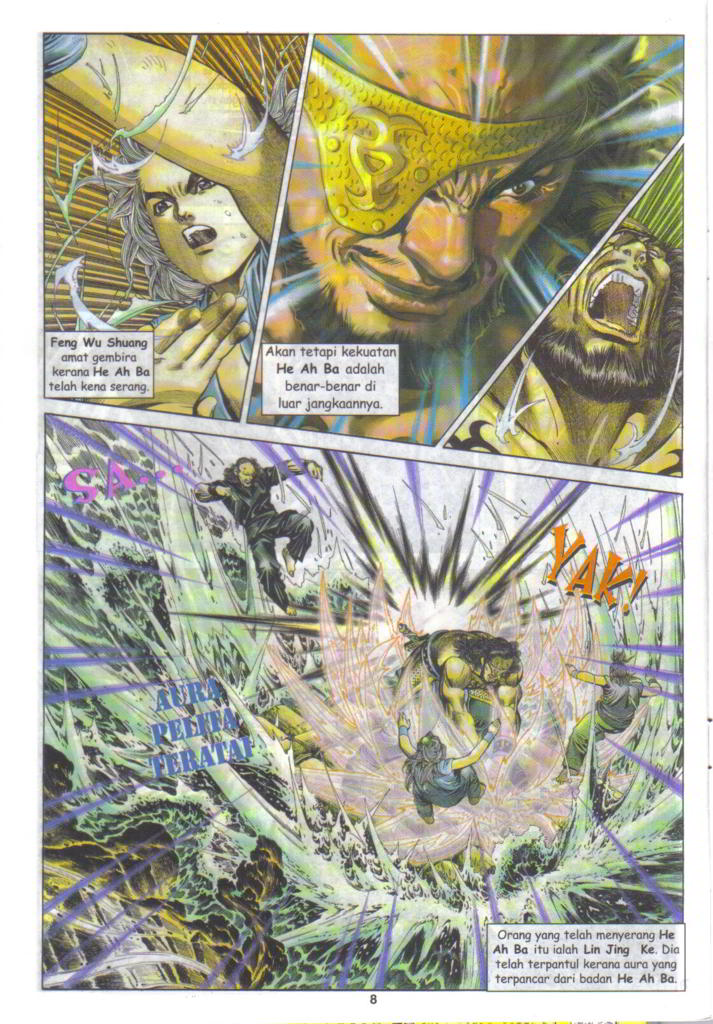 Feng Wu Shuang
amat gembira
kerana He Ah Ba
telah kena serang.
Akan tetapi kekuatan
He Ah Ba adalah
benar-benar di
luar jangkaannya.
SA...
YAK!
AURA
PELITA
TERATAI
Orang yang telah menyerang He
Ah Ba itu ialah Lin Jing Ke. Dia
telah terpantul kerana aura yang
terpancar dari badan He Ah Ba.
8